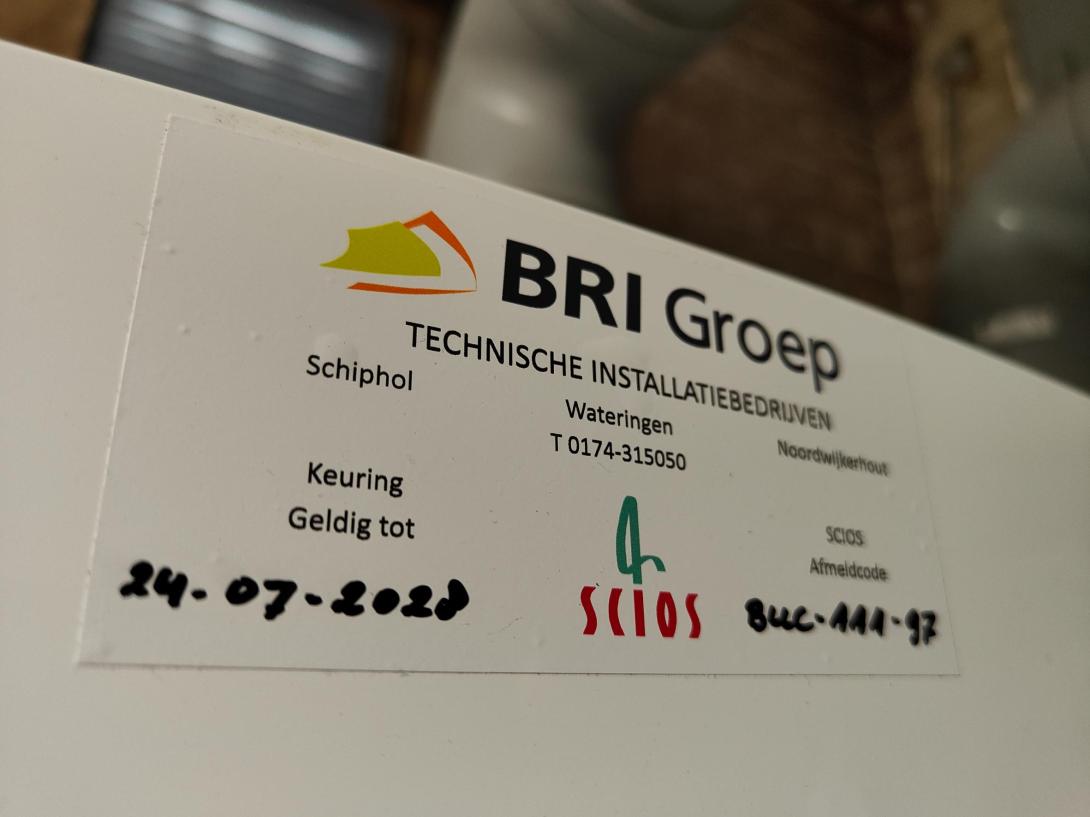 BRI Groep
TECHNISCHE INSTALLATIEBEDRIJVEN
Schiphol
Wateringen
Noordwijkerhout
T 0174-315050
Keuring
Geldig tot
24-07-2028
SCIOS
SCIOS
Afmeldcode
BUC-111-97